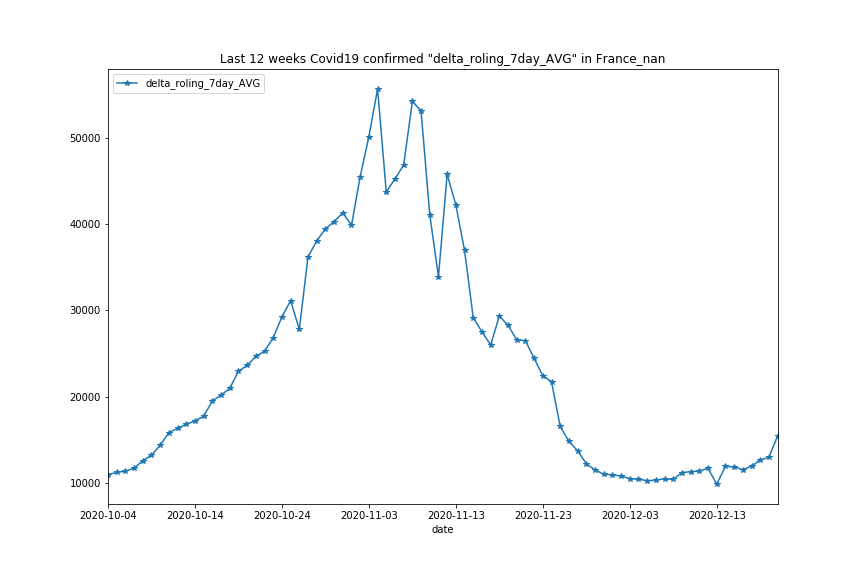 Last 12 weeks Covid19 confirmed "delta_roling_7day_AVG" in France_nan
delta_roling_7day_AVG
50000
40000
30000
20000
10000
2020-10-04 2020-10-14 2020-10-24 2020-11-03 2020-11-13 2020-11-23 2020-12-03 2020-12-13
date